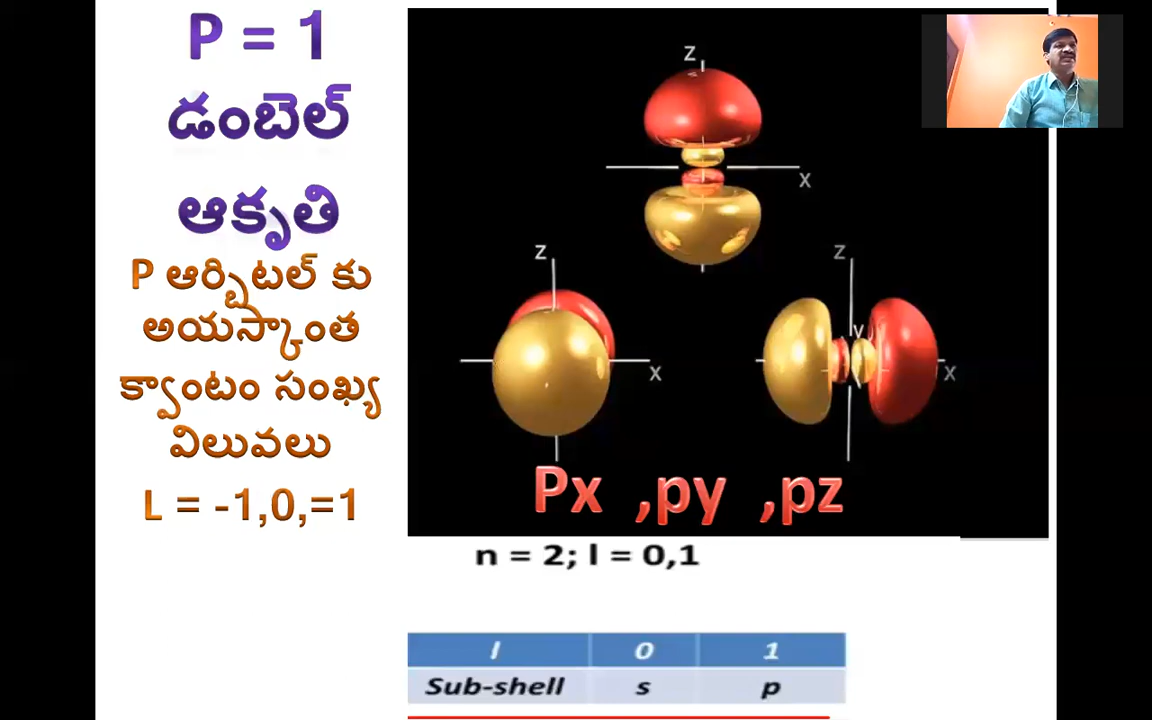 P = 1
డంబెల్
ఆకృతి
P ఆర్బిటల్ కు
అయస్కాంత
క్వాంటం సంఖ్య
విలువలు
L = -1,0,=1
z
x
z
x
z
y
x
Px ,py ,pz
n = 2; l = 0,1
l 0 1
Sub-shell s p